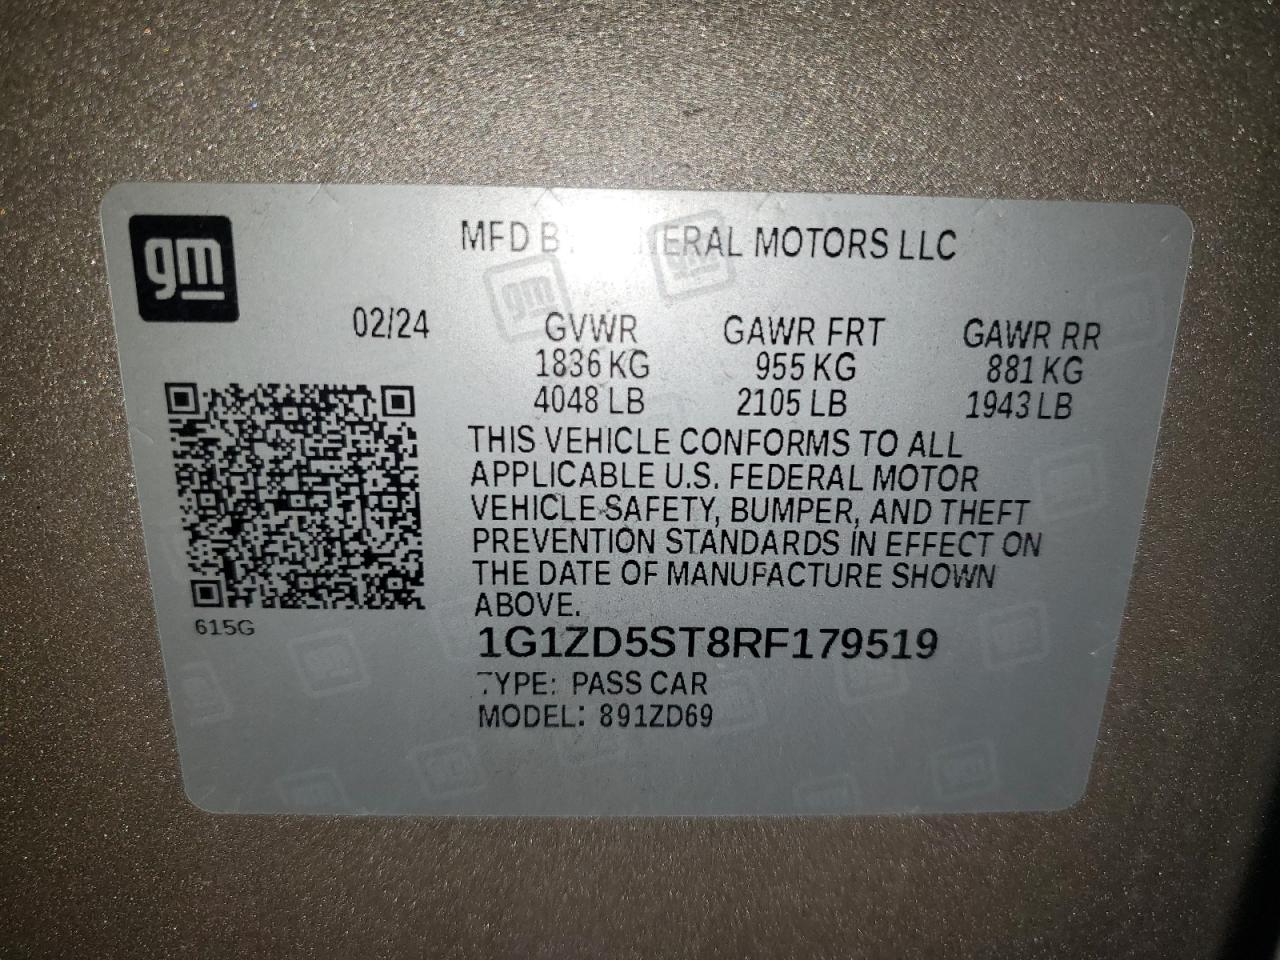 gm
MFD B ERAL MOTORS LLC
02/24
GVWR GAWR FRT GAWR RR
1836 KG 955 KG 881 KG
4048 LB 2105 LB 1943 LB
THIS VEHICLE CONFORMS TO ALL
APPLICABLE U.S. FEDERAL MOTOR
VEHICLE SAFETY, BUMPER, AND THEFT
PREVENTION STANDARDS IN EFFECT ON
THE DATE OF MANUFACTURE SHOWN
ABOVE.
615G
1G1ZD5ST8RF179519
TYPE: PASS CAR
MODEL: 891ZD69